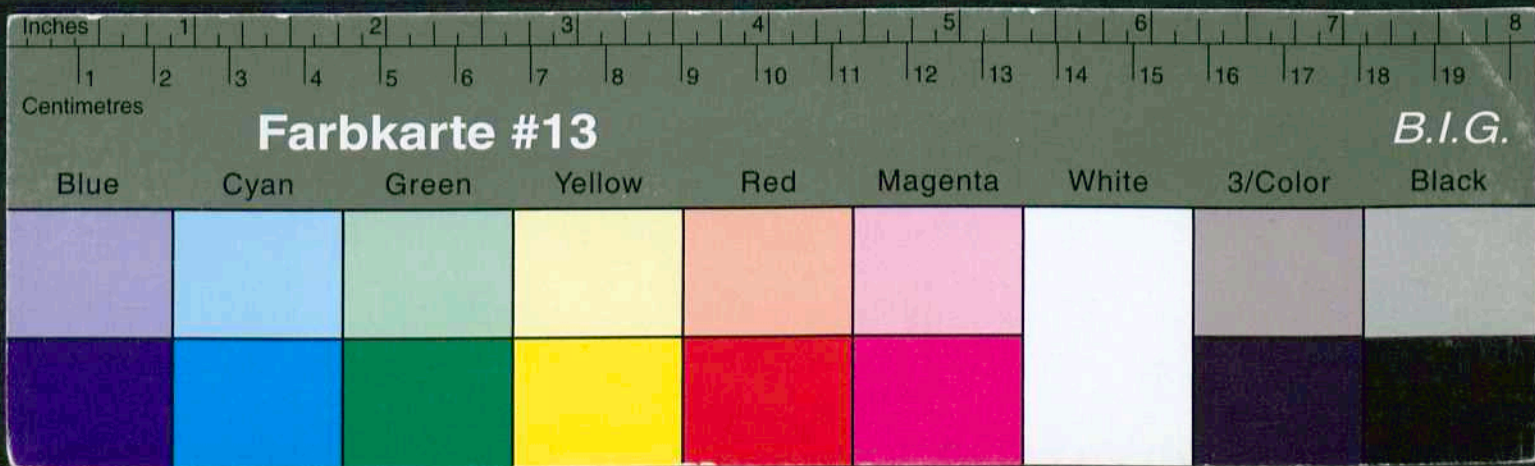 Inches 1 2 3 4 5 6 7 8
1 2 3 4 5 6 7 8 9 10 11 12 13 14 15 16 17 18 19
Centimetres
Farbkarte #13 B.I.G.
Blue Cyan Green Yellow Red Magenta White 3/Color Black